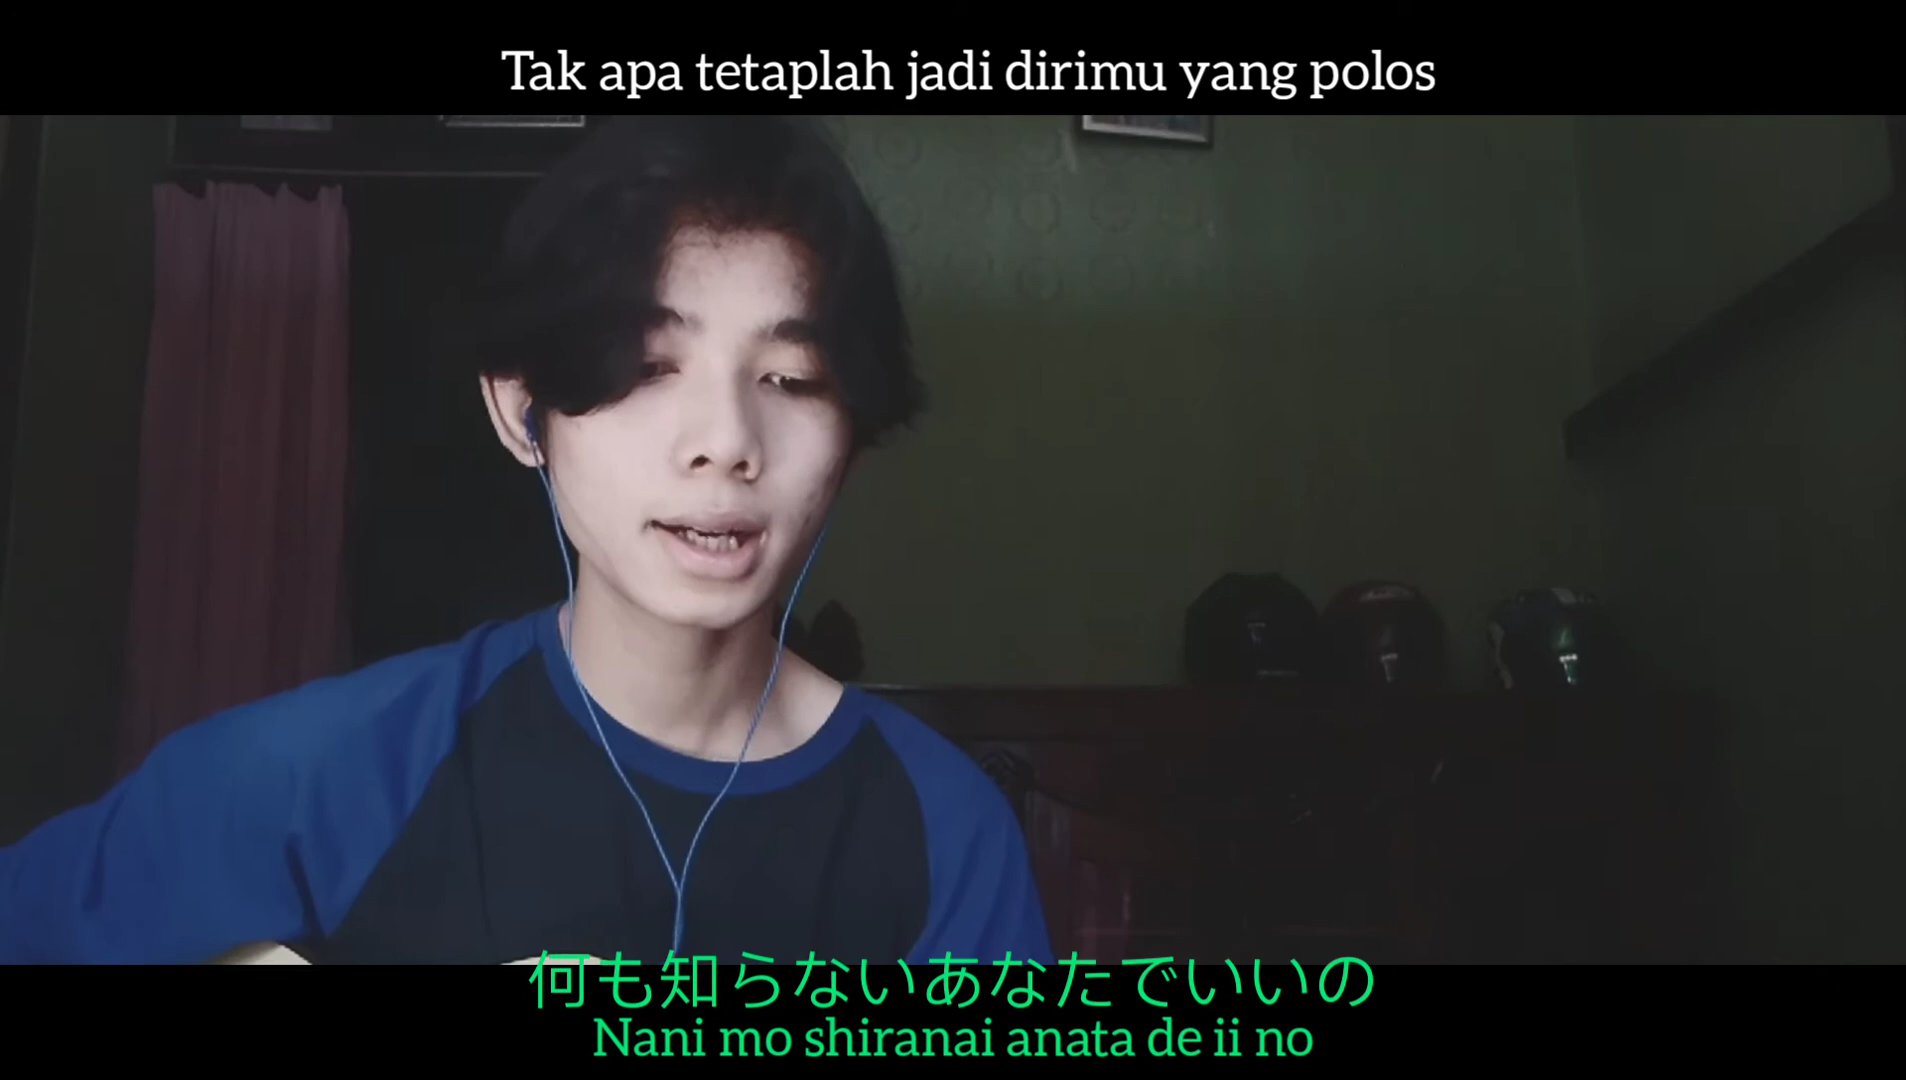 Tak apa tetaplah jadi dirimu yang polos
何も知らないあなたでいいの
Nani mo shiranai anata de ii no